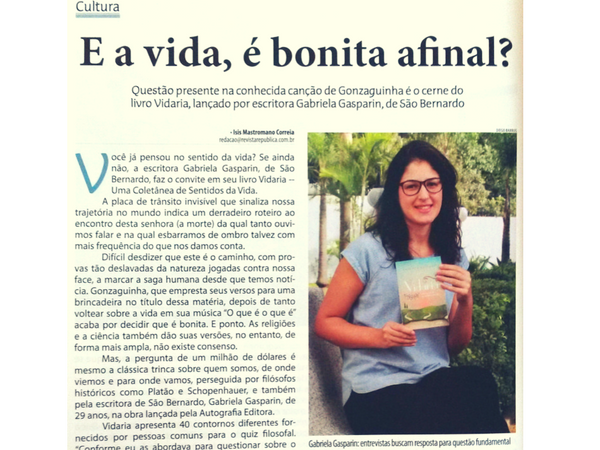 Cultura
E a vida, é bonita afinal?
Questão presente na conhecida canção de Gonzaguinha é o cerne do
livro Vidaria, lançado por escritora Gabriela Gasparin, de São Bernardo
- Isis Mastromano Correia
redacao@revistarepublica.com.br
Você já pensou no sentido da vida? Se ainda
não, a escritora Gabriela Gasparin, de São
Bernardo, faz o convite em seu livro Vidaria --
Uma Coletânea de Sentidos da Vida.
A placa de trânsito invisível que sinaliza nossa
trajetória no mundo indica um derradeiro roteiro ao
encontro desta senhora (a morte) da qual tanto ouvi-
mos falar e na qual esbarramos de ombro talvez com
mais frequência do que nos damos conta.
Difícil desdizer que este é o caminho, com pro-
vas tão deslavadas da natureza jogadas contra nossa
face, a marcar a saga humana desde que temos notí-
cia. Gonzaguinha, que empresta seus versos para uma
brincadeira no título dessa matéria, depois de tanto
voltear sobre a vida em sua música "O que é o que é"
acaba por decidir que é bonita. E ponto. As religiões
e a ciência também dão suas versões, no entanto, de
forma mais ampla, não existe consenso.
Mas, a pergunta de um milhão de dólares é
mesmo a clássica trinca sobre quem somos, de onde
viemos e para onde vamos, perseguida por filósofos
históricos como Platão e Schopenhauer, e também
pela escritora de São Bernardo, Gabriela Gasparin, de
29 anos, na obra lançada pela Autografia Editora.
Vidaria apresenta 40 contornos diferentes for-
necidos por pessoas comuns para o quiz filosofal.
"Conforme eu as abordava para questionar sobre o
Gabriela Gasparin: entrevistas buscam resposta para questão fundamental